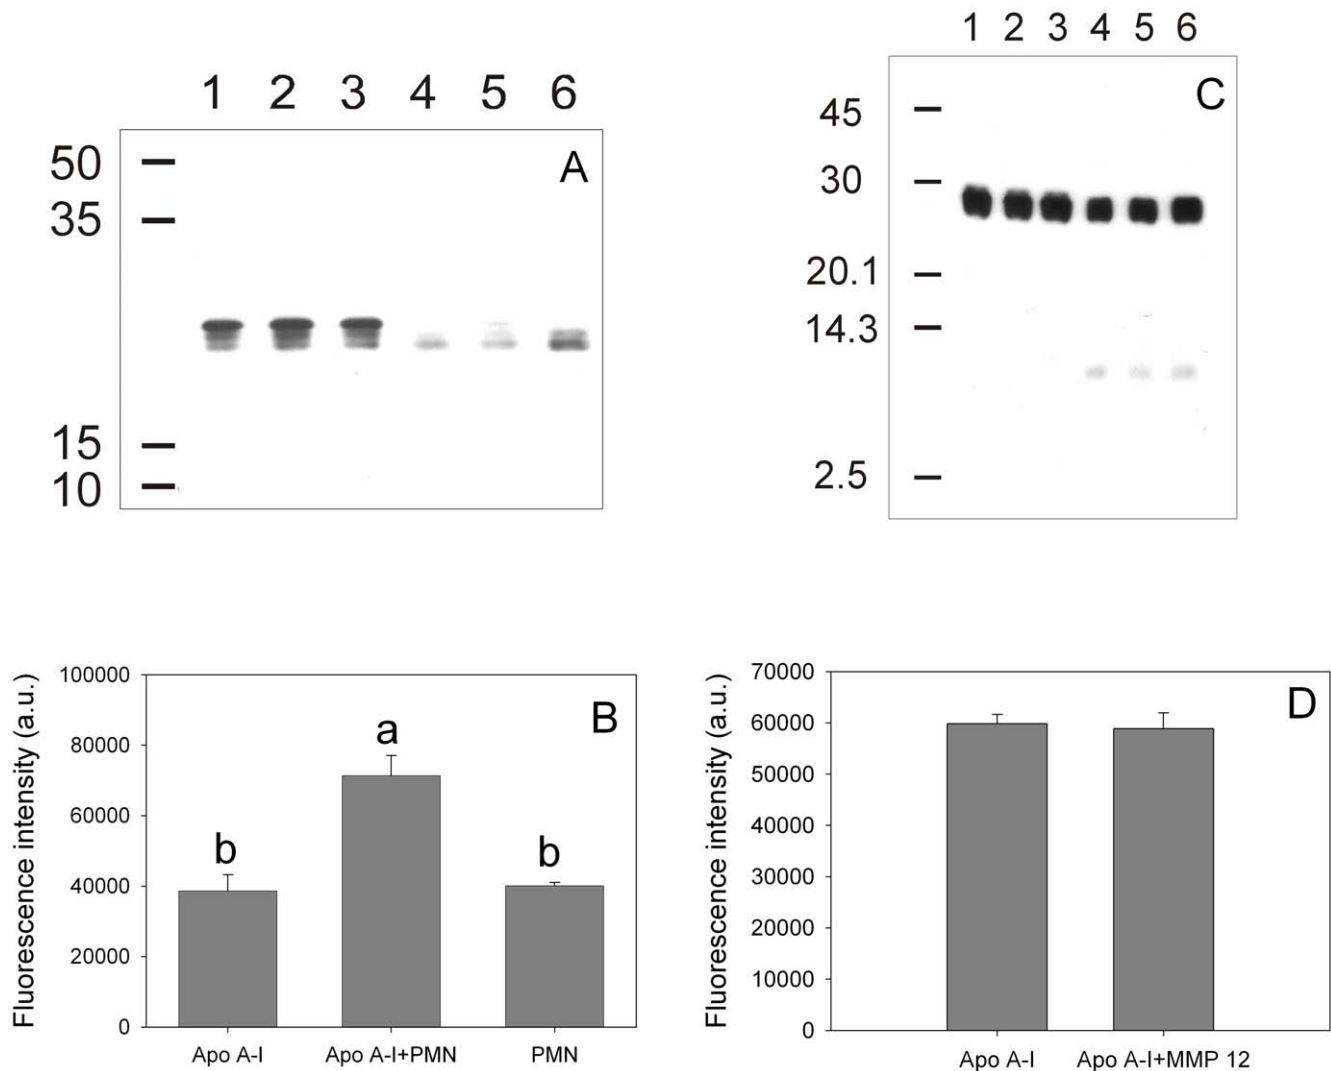 1 2 3 4 5 6
A
50
35
15
10
1 2 3 4 5 6
C
45
30
20.1
14.3
2.5
B
Fluorescence intensity (a.u.)
100000
80000
60000
40000
20000
0
b
a
b
Apo A-I
Apo A-I+PMN
PMN
D
Fluorescence intensity (a.u.)
70000
60000
50000
40000
30000
20000
10000
0
Apo A-I
Apo A-I+MMP 12